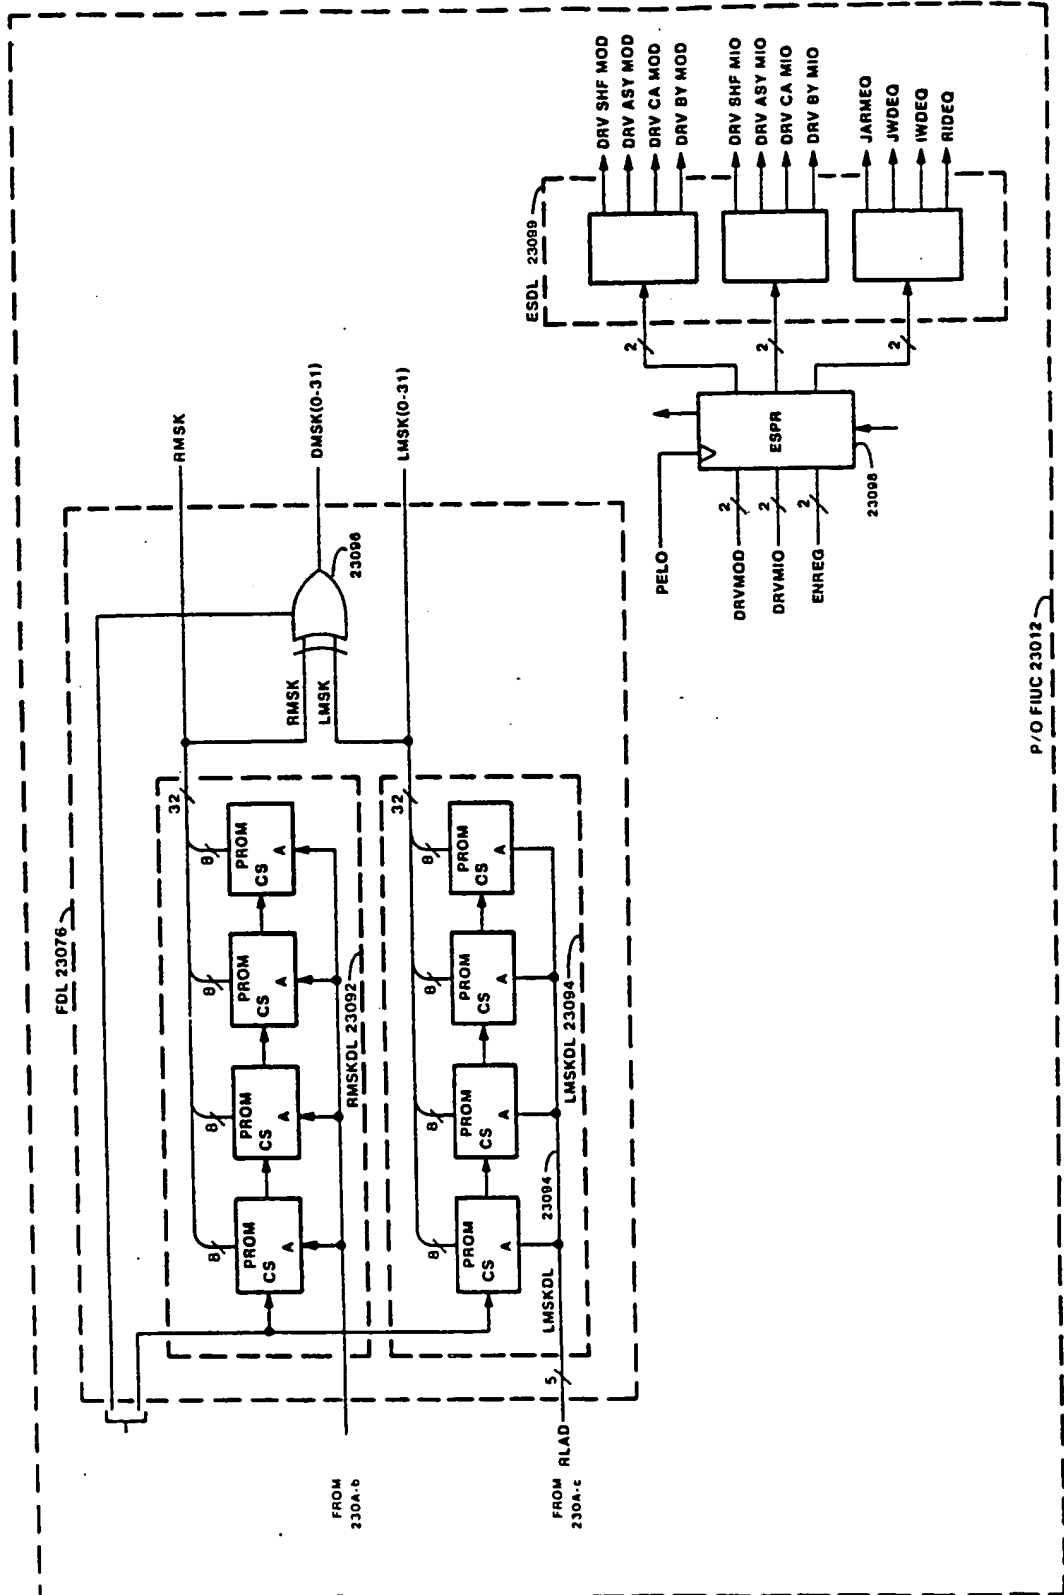 FDL 23076
RMSK
DMSK(0-31)
LMSK(0-31)
23096
RMSK
LMSK
32
8
8
8
8
PROM
CS
A
PROM
CS
A
PROM
CS
A
PROM
CS
A
RMSKDL 23092
32
8
8
8
8
PROM
CS
A
PROM
CS
A
PROM
CS
A
PROM
CS
A
LMSKDL
23094
LMSKDL 23094
5
FROM
230A-b
FROM
230A-c
RLAD
ESDL 23099
DRV SHF MOD
DRV ASY MOD
DRV CA MOD
DRV BY MOD
DRV SHF MIO
DRV ASY MIO
DRV CA MIO
DRV BY MIO
JARMEQ
JWDEQ
IWDEQ
RIDEQ
2
2
2
ESPR
23098
PELO
DRVMOD
2
DRVMIO
2
ENREG
2
P/O FIUC 23012